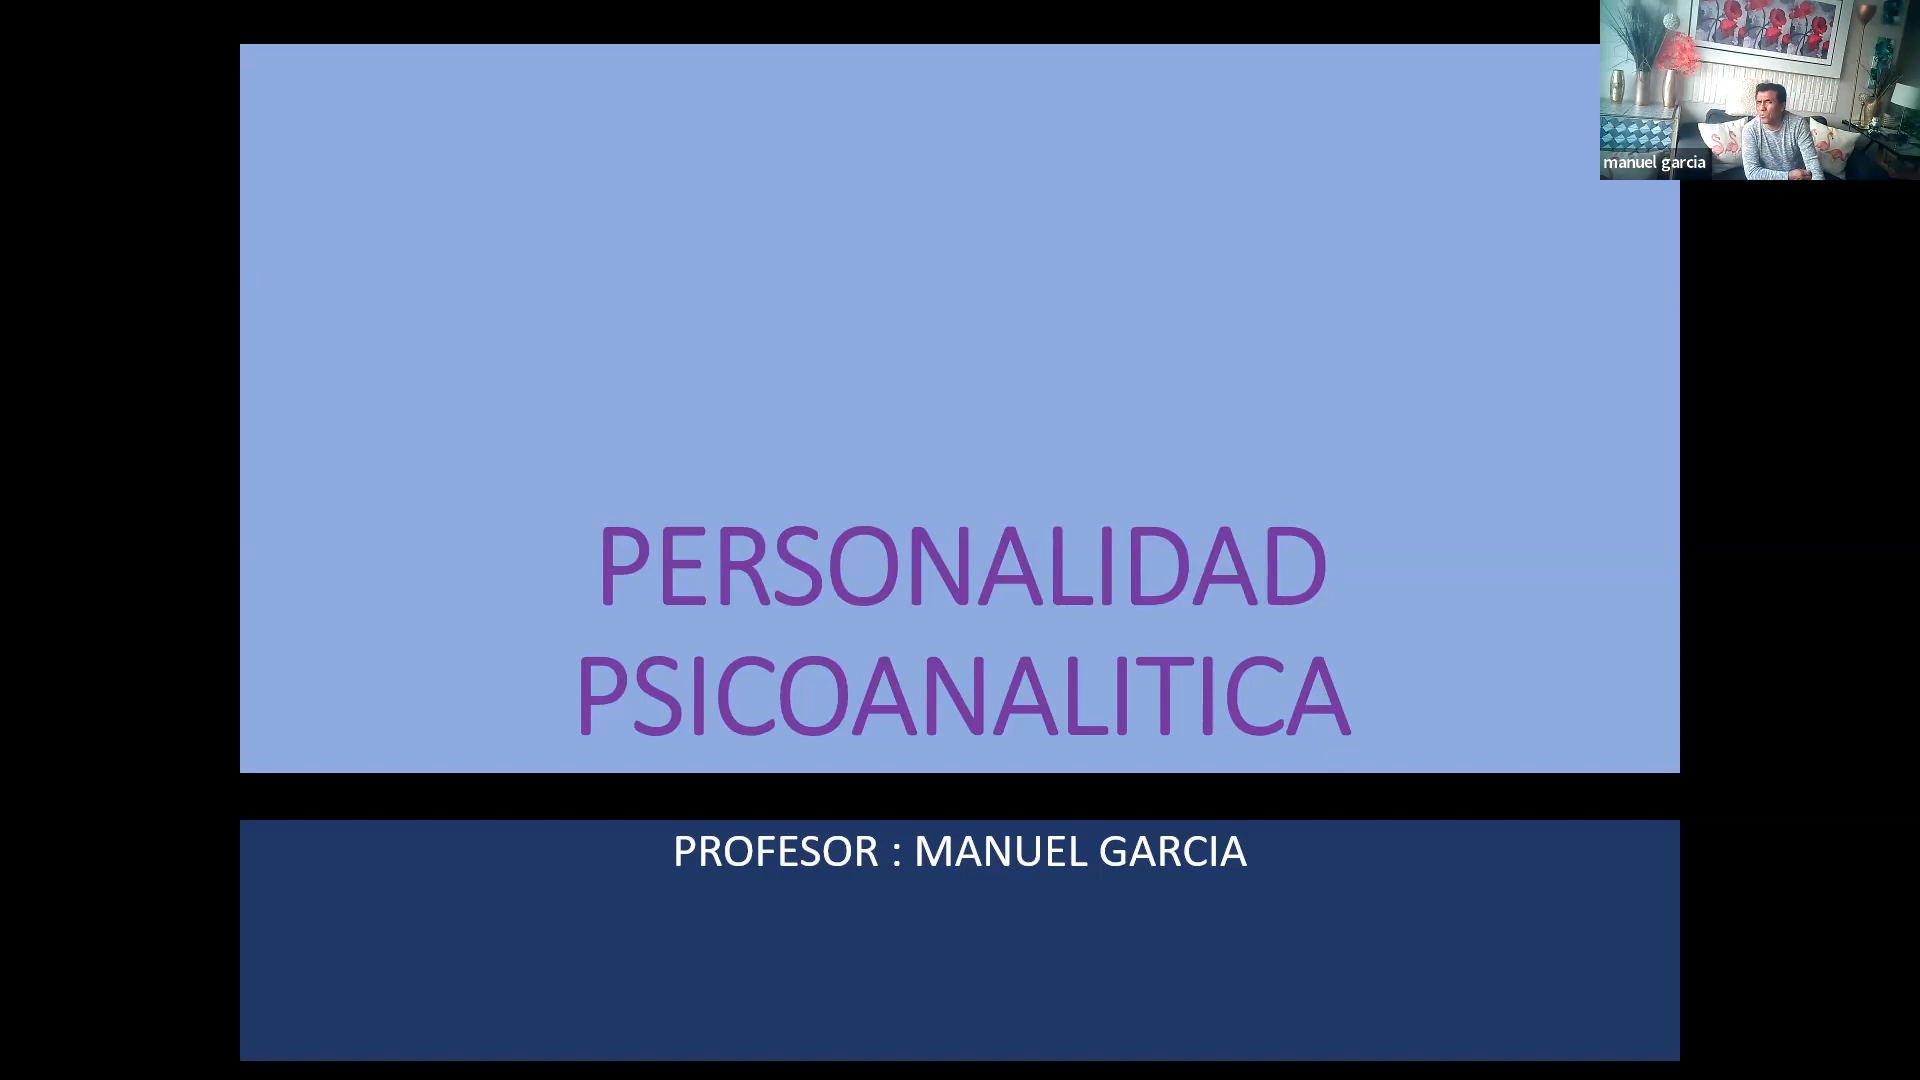 manuel garcia
PERSONALIDAD
PSICOANALITICA
PROFESOR : MANUEL GARCIA